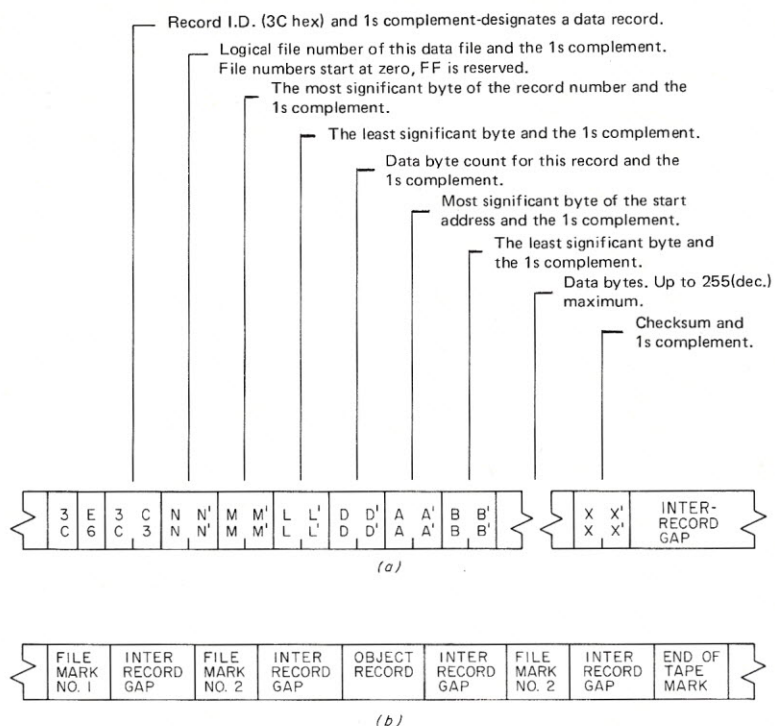 Record I.D. (3C hex) and 1s complement-designates a data record.
Logical file number of this data file and the 1s complement.
File numbers start at zero, FF is reserved.
The most significant byte of the record number and the
1s complement.
The least significant byte and the 1s complement.
Data byte count for this record and the
1s complement.
Most significant byte of the start
address and the 1s complement.
The least significant byte and
the 1s complement.
Data bytes. Up to 255(dec.)
maximum.
Checksum and
1s complement.
3 E 3 C N N' M M' L L' D D' A A' B B' X X' INTER-
RECORD
C 6 C 3 N N' M M' L L' D D' A A' B B' X X' GAP
(a)
FILE INTER FILE INTER OBJECT INTER FILE INTER END OF
MARK RECORD MARK RECORD RECORD RECORD MARK RECORD TAPE
NO. 1 GAP NO. 2 GAP GAP NO. 2 GAP MARK
(b)